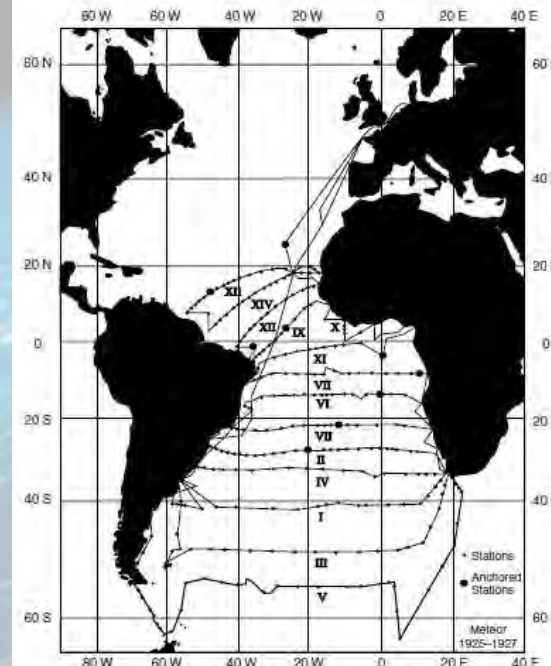 80 W 60 W 40 W 20 W 0 20 E 40 E
60 N 60
40 N 40
20 N 20
0 0
20 S 20
40 S 40
60 S 60
XII
XIV
XII
IX
X
XI
VII
VI
VII
II
IV
I
III
V
Stations
Anchored
Stations
Meteor
1925–1927
80 W 60 W 40 W 20 W 0 20 E 40 E